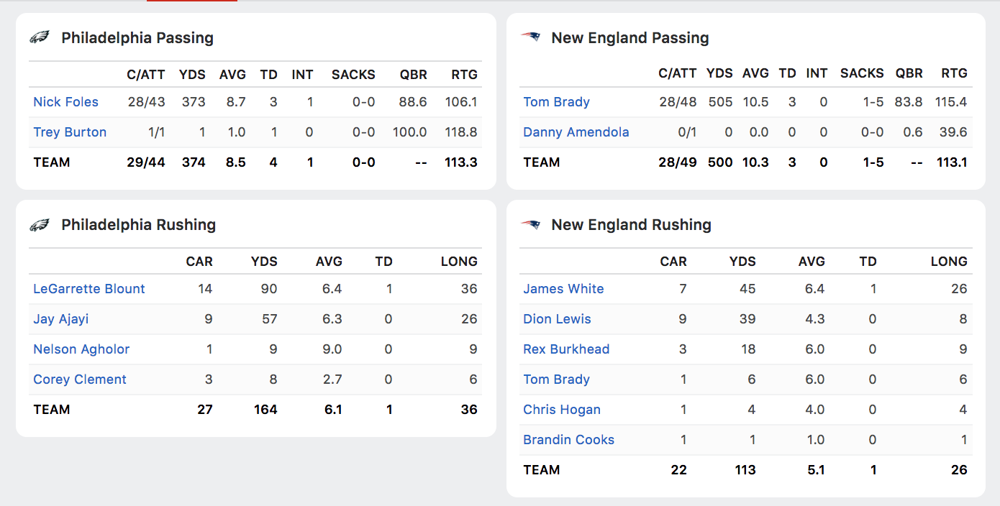 Philadelphia Passing
C/ATT YDS AVG TD INT SACKS QBR RTG
Nick Foles 28/43 373 8.7 3 1 0-0 88.6 106.1
Trey Burton 1/1 1 1.0 1 0 0-0 100.0 118.8
TEAM 29/44 374 8.5 4 1 0-0 -- 113.3
New England Passing
C/ATT YDS AVG TD INT SACKS QBR RTG
Tom Brady 28/48 505 10.5 3 0 1-5 83.8 115.4
Danny Amendola 0/1 0 0.0 0 0 0-0 0.6 39.6
TEAM 28/49 500 10.3 3 0 1-5 -- 113.1
Philadelphia Rushing
CAR YDS AVG TD LONG
LeGarrette Blount 14 90 6.4 1 36
Jay Ajayi 9 57 6.3 0 26
Nelson Agholor 1 9 9.0 0 9
Corey Clement 3 8 2.7 0 6
TEAM 27 164 6.1 1 36
New England Rushing
CAR YDS AVG TD LONG
James White 7 45 6.4 1 26
Dion Lewis 9 39 4.3 0 8
Rex Burkhead 3 18 6.0 0 9
Tom Brady 1 6 6.0 0 6
Chris Hogan 1 4 4.0 0 4
Brandin Cooks 1 1 1.0 0 1
TEAM 22 113 5.1 1 26